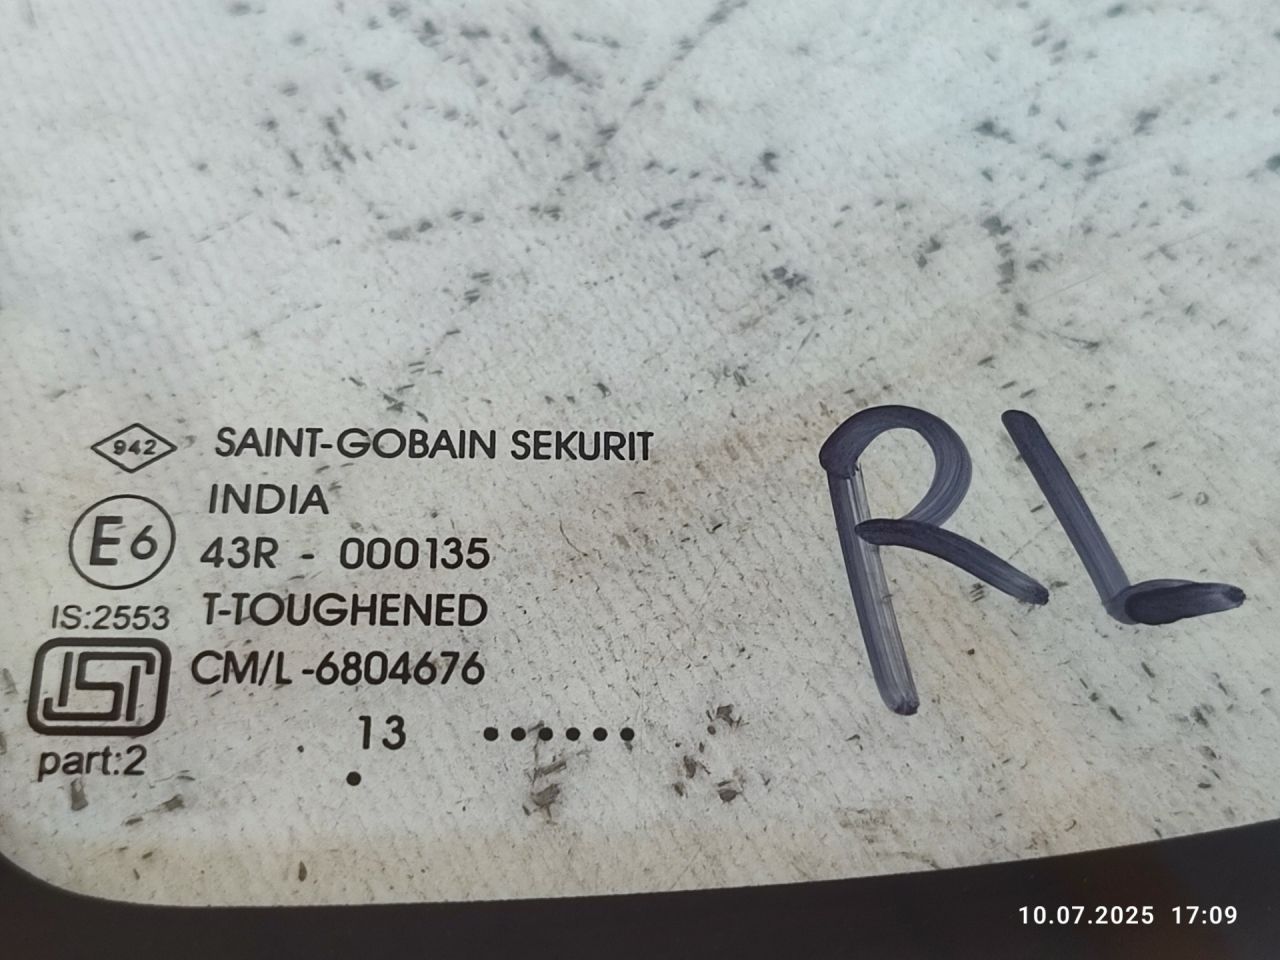 942 SAINT-GOBAIN SEKURIT
INDIA
E6 43R - 000135
IS:2553 T-TOUGHENED
ISI CM/L -6804676
. 13 ......
part:2 .
RL
10.07.2025 17:09